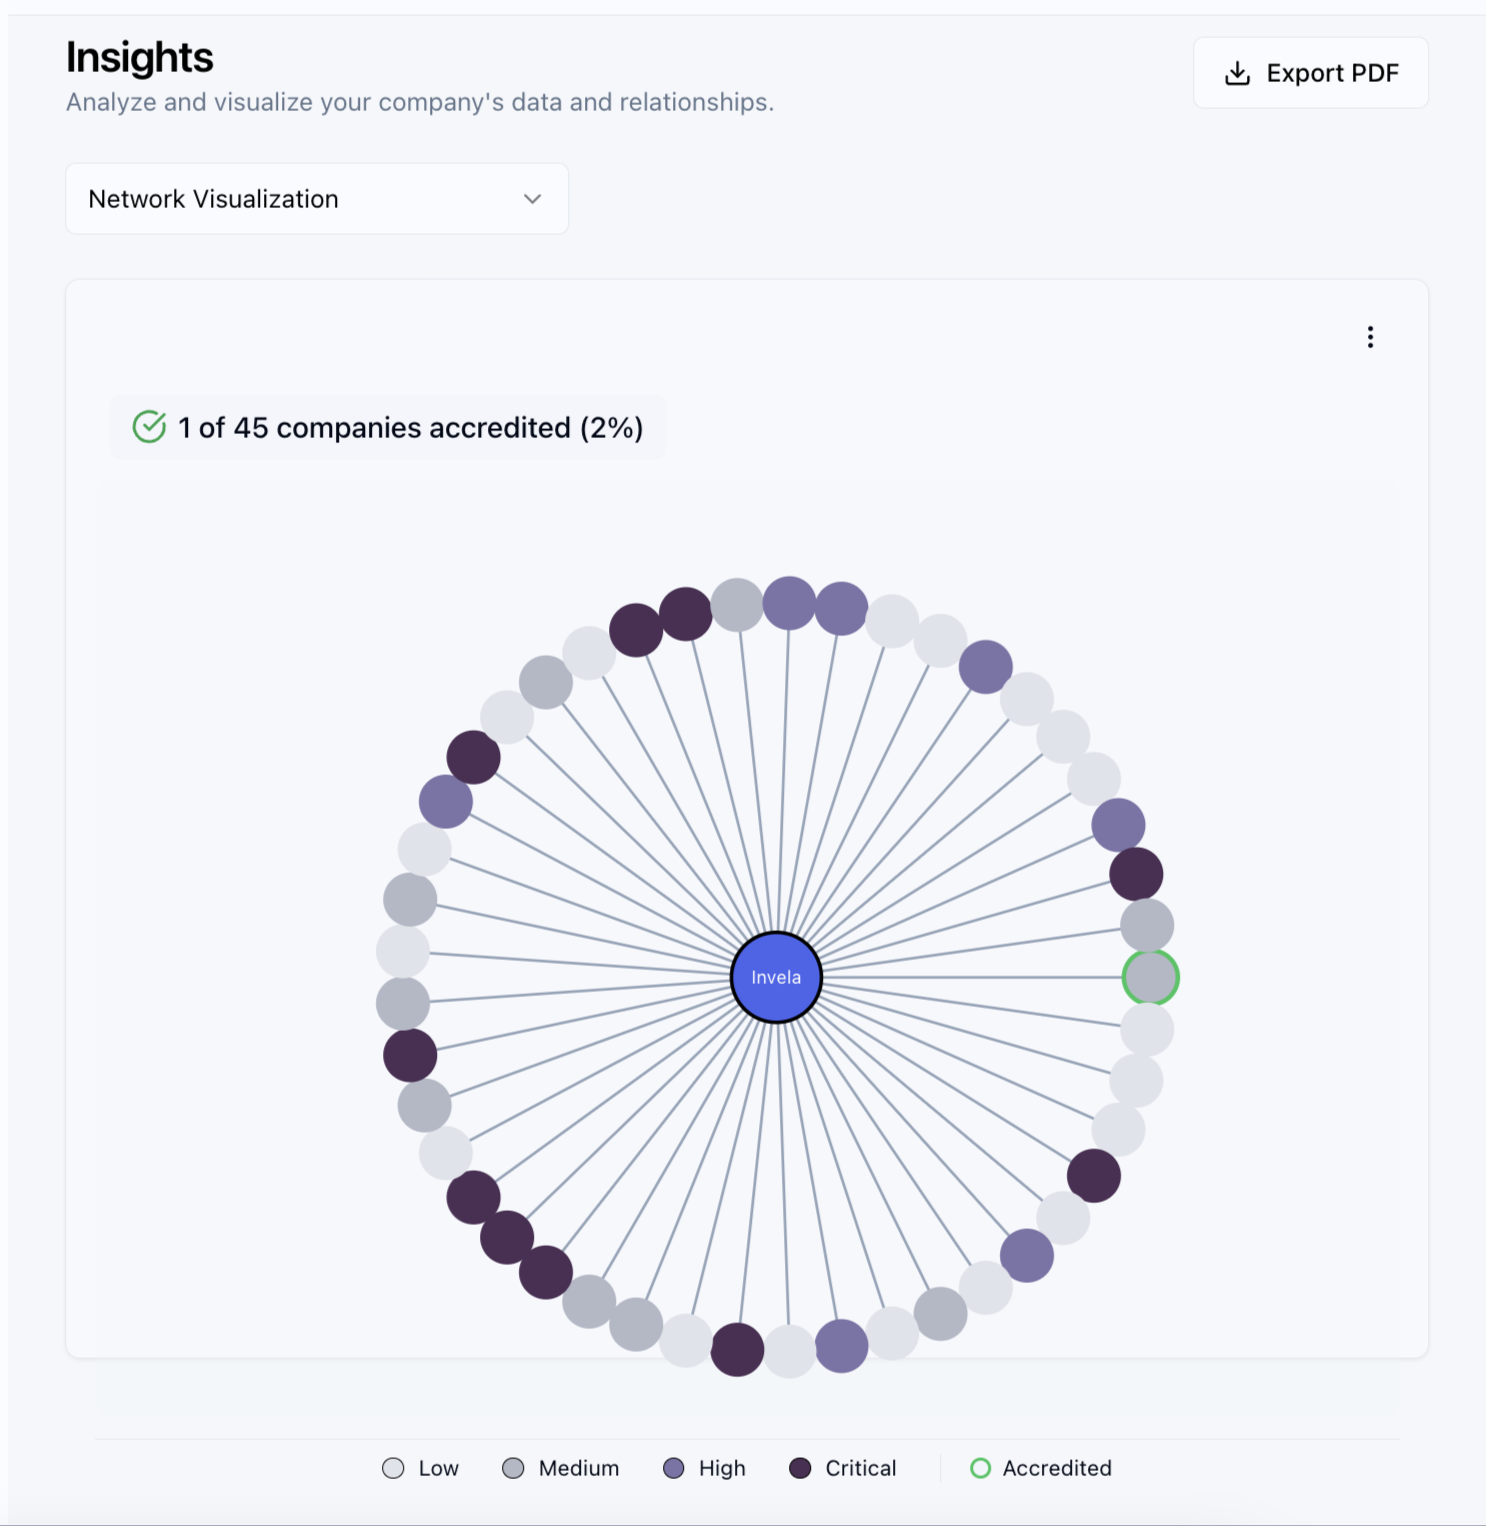 Insights
Export PDF
Analyze and visualize your company's data and relationships.
Network Visualization
1 of 45 companies accredited (2%)
Invela
Low
Medium
High
Critical
Accredited